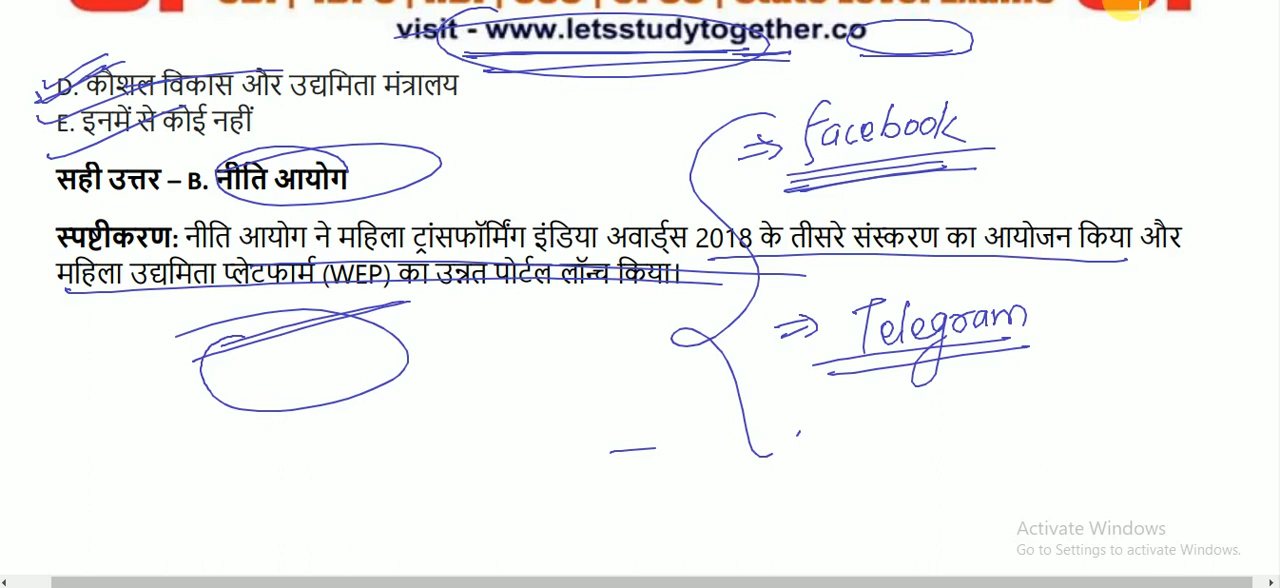 visit - www.letsstudytogether.co
D. कौशल विकास और उद्यमिता मंत्रालय
E. इनमें से कोई नहीं
⇒ facebook
सही उत्तर – B. नीति आयोग
स्पष्टीकरण: नीति आयोग ने महिला ट्रांसफॉर्मिंग इंडिया अवार्ड्स 2018 के तीसरे संस्करण का आयोजन किया और
महिला उद्यमिता प्लेटफार्म (WEP) का उन्नत पोर्टल लॉन्च किया।
⇒ Telegram
Activate Windows
Go to Settings to activate Windows.